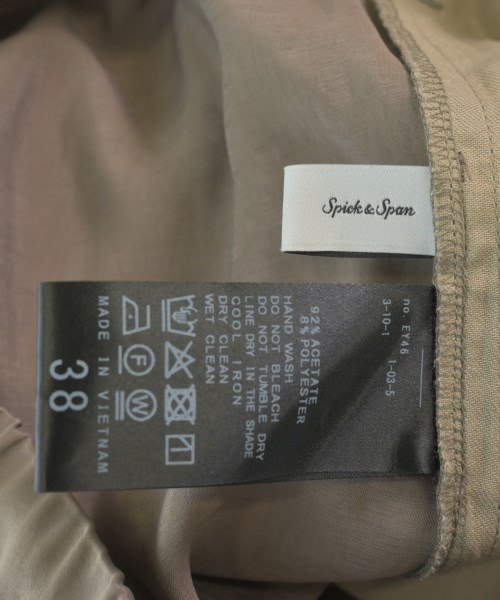 Spick & Span
no. EY46
3-10-1 1-03-5
92% ACETATE
8% POLYESTER
HAND WASH
DO NOT BLEACH
DO NOT TUMBLE DRY
LINE DRY IN THE SHADE
COOL IRON
DRY CLEAN
WET CLEAN
F W
MADE IN VIETNAM
38